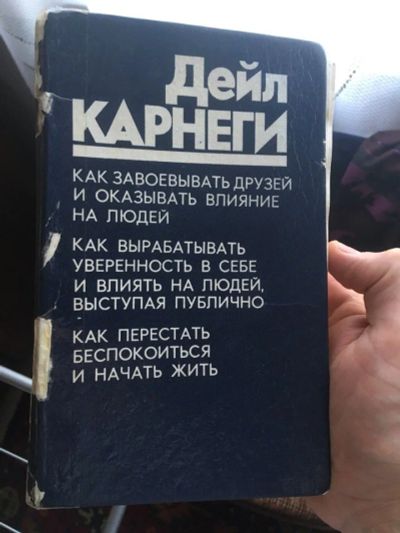 Дейл
КАРНЕГИ
КАК ЗАВОЕВЫВАТЬ ДРУЗЕЙ
И ОКАЗЫВАТЬ ВЛИЯНИЕ
НА ЛЮДЕЙ
КАК ВЫРАБАТЫВАТЬ
УВЕРЕННОСТЬ В СЕБЕ
И ВЛИЯТЬ НА ЛЮДЕЙ,
ВЫСТУПАЯ ПУБЛИЧНО
КАК ПЕРЕСТАТЬ
БЕСПОКОИТЬСЯ
И НАЧАТЬ ЖИТЬ